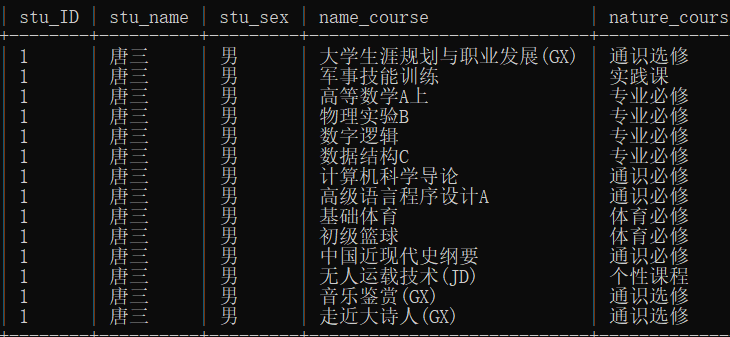 stu_ID stu_name stu_sex name_course nature_cours
1 唐三 男 大学生涯规划与职业发展(GX) 通识选修
1 唐三 男 军事技能训练 实践课
1 唐三 男 高等数学A上 专业必修
1 唐三 男 物理实验B 专业必修
1 唐三 男 数字逻辑 专业必修
1 唐三 男 数据结构C 专业必修
1 唐三 男 计算机科学导论 通识必修
1 唐三 男 高级语言程序设计A 通识必修
1 唐三 男 基础体育 体育必修
1 唐三 男 初级篮球 体育必修
1 唐三 男 中国近现代史纲要 通识必修
1 唐三 男 无人运载技术(JD) 个性课程
1 唐三 男 音乐鉴赏(GX) 通识选修
1 唐三 男 走近大诗人(GX) 通识选修